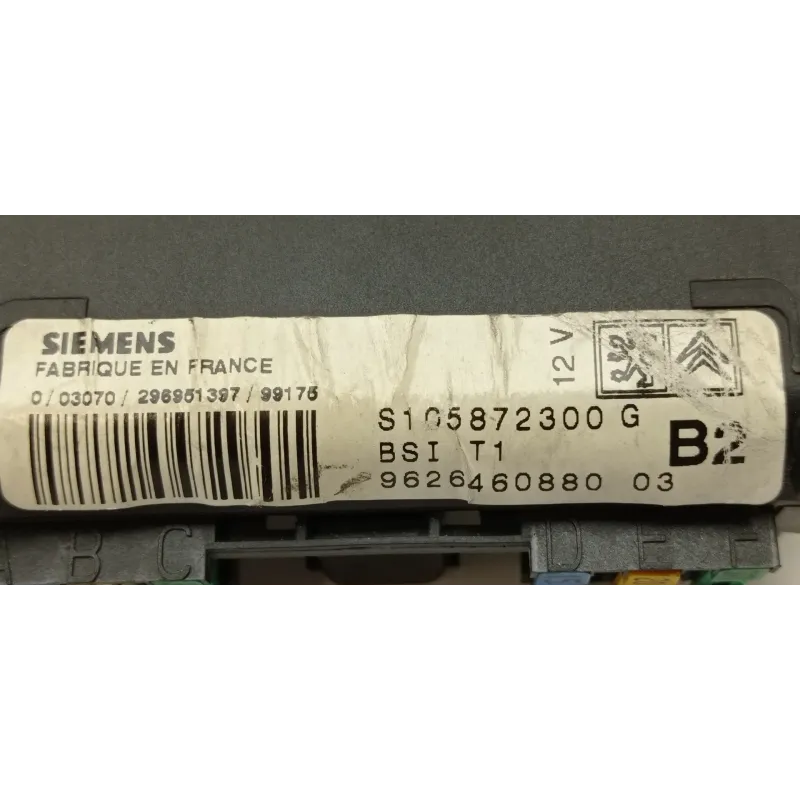 SIEMENS
FABRIQUE EN FRANCE
0/03070/296951397/99175
12 V
S105872300 G
BSI T1
B2
9626460880 03
A B C D E F